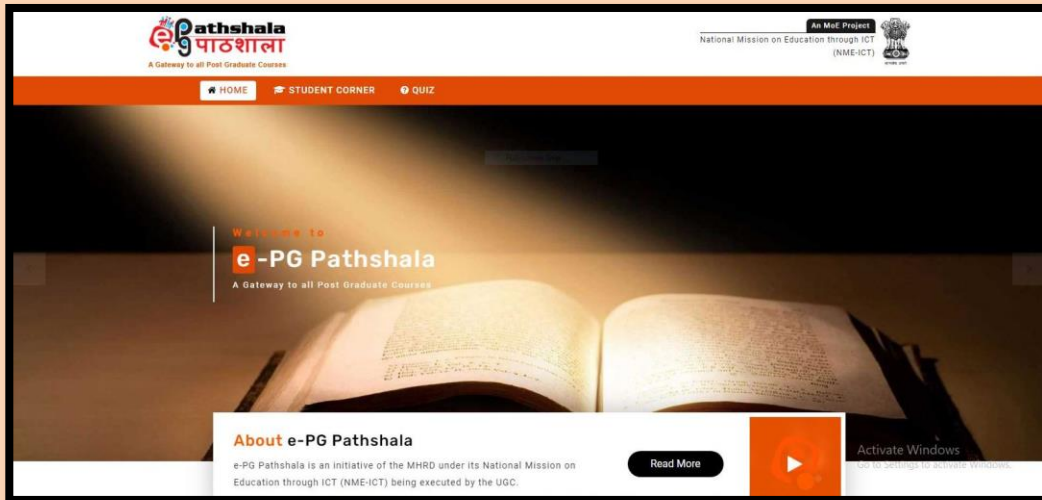 ePG Pathshala
पाठशाला
A Gateway to all Post Graduate Courses
An MoE Project
National Mission on Education through ICT
(NME-ICT)
HOME STUDENT CORNER QUIZ
Welcome to
e-PG Pathshala
A Gateway to all Post Graduate Courses
About e-PG Pathshala
e-PG Pathshala is an initiative of the MHRD under its National Mission on
Education through ICT (NME-ICT) being executed by the UGC.
Read More
Activate Windows
Go to Settings to activate Windows.